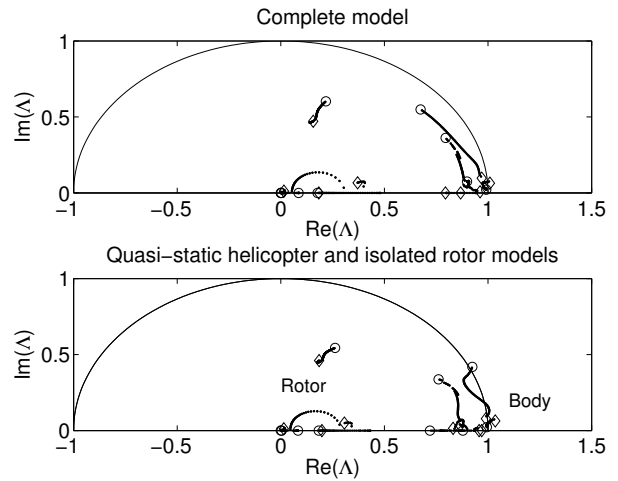 Complete model
1
0.5
0
Im(Λ)
−1 −0.5 0 0.5 1 1.5
Re(Λ)
Quasi−static helicopter and isolated rotor models
1
0.5
0
Im(Λ)
Rotor
Body
−1 −0.5 0 0.5 1 1.5
Re(Λ)